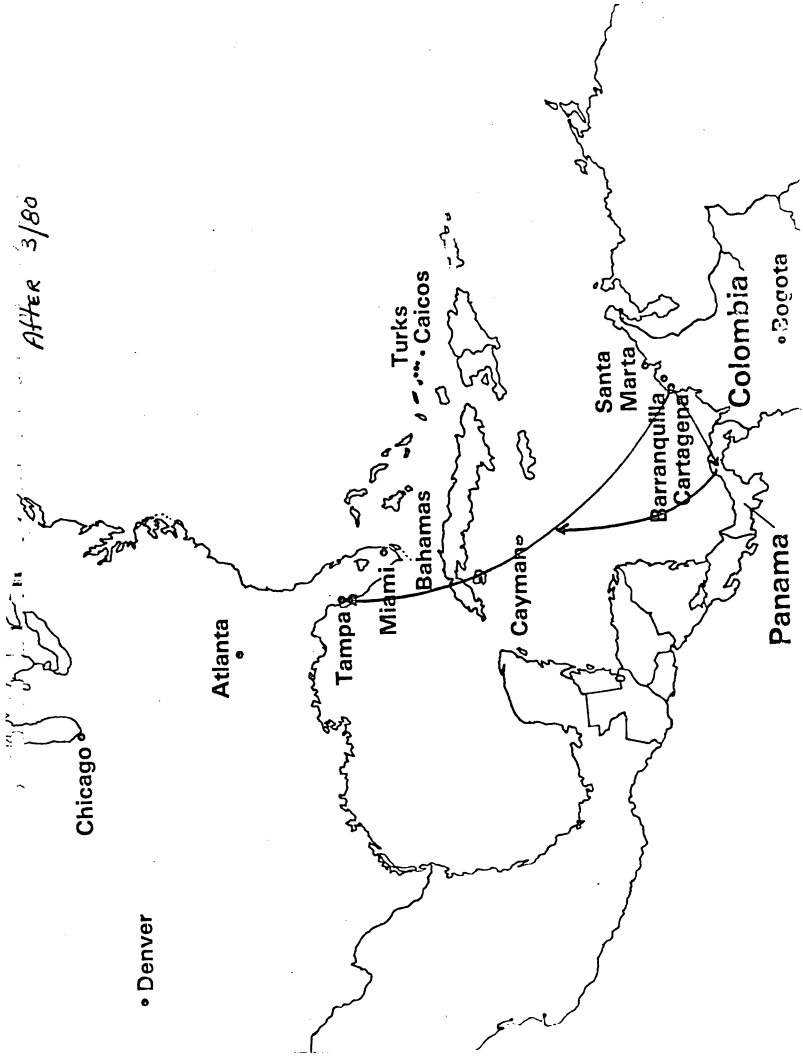 AFTER 3/80
Chicago
Denver
Atlanta
Tampa
Miami
Bahamas
Turks
Caicos
Cayman
Santa
Marta
Barranquilla
Cartagena
Colombia
Bogota
Panama